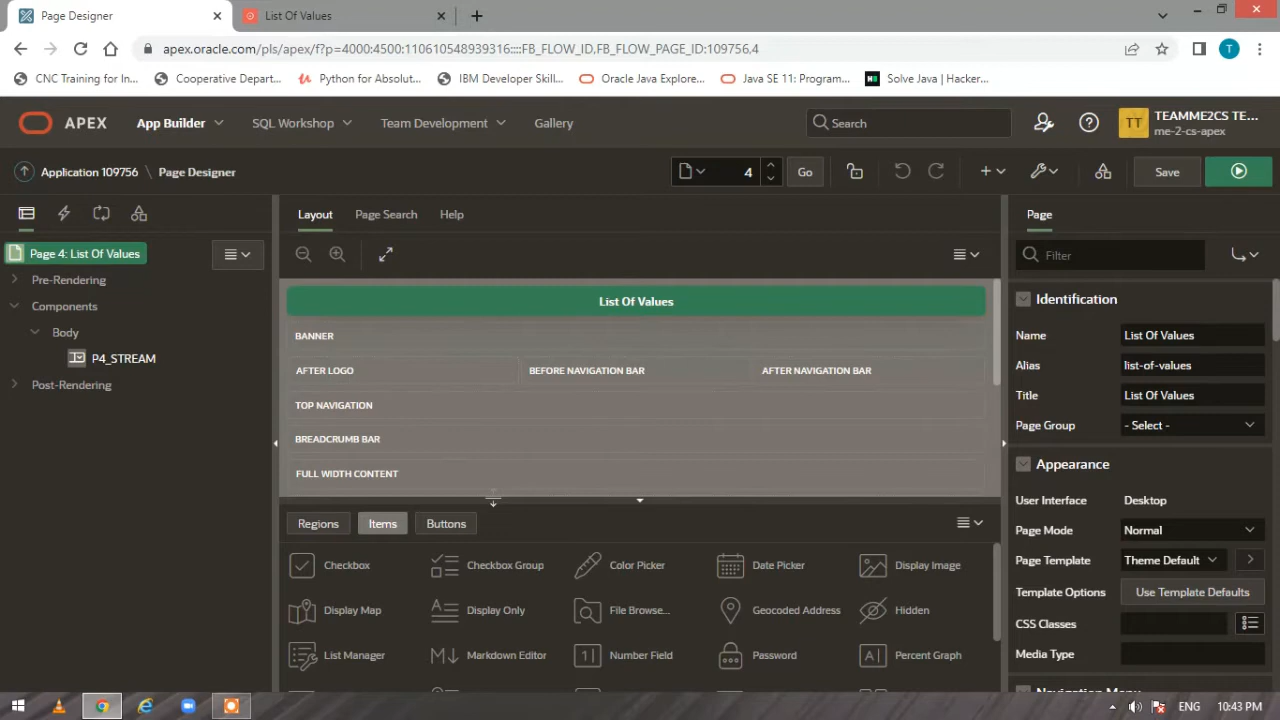 Page Designer
List Of Values
apex.oracle.com/pls/apex/f?p=4000:4500:110610548939316::::FB_FLOW_ID,FB_FLOW_PAGE_ID:109756,4
T
CNC Training for In...
Cooperative Depart...
Python for Absolut...
IBM Developer Skill...
Oracle Java Explore...
Java SE 11: Program...
Solve Java | Hacker...
APEX
App Builder
SQL Workshop
Team Development
Gallery
Search
TT
TEAMME2CS TE...
me-2-cs-apex
Application 109756 \ Page Designer
4
Go
Save
Layout
Page Search
Help
Page
Page 4: List Of Values
Filter
Pre-Rendering
Components
Body
P4_STREAM
Post-Rendering
List Of Values
BANNER
AFTER LOGO
BEFORE NAVIGATION BAR
AFTER NAVIGATION BAR
TOP NAVIGATION
BREADCRUMB BAR
FULL WIDTH CONTENT
Regions
Items
Buttons
Checkbox
Checkbox Group
Color Picker
Date Picker
Display Image
Display Map
Display Only
File Browse...
Geocoded Address
Hidden
List Manager
Markdown Editor
Number Field
Password
Percent Graph
Identification
Name
List Of Values
Alias
list-of-values
Title
List Of Values
Page Group
- Select -
Appearance
User Interface
Desktop
Page Mode
Normal
Page Template
Theme Default
Template Options
Use Template Defaults
CSS Classes
Media Type
Navigation Menu
ENG
10:43 PM